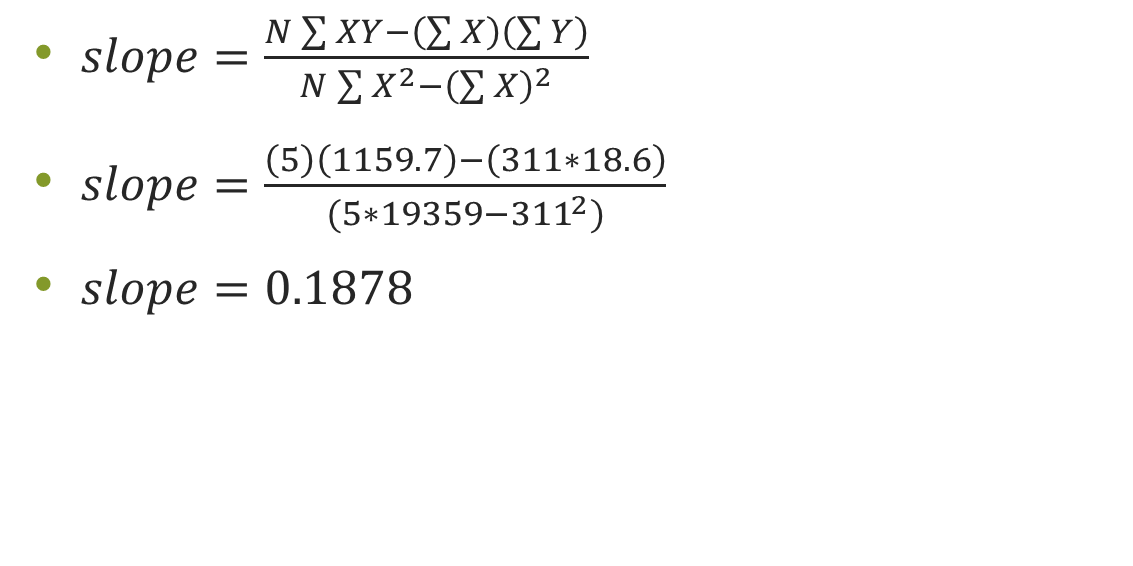 • slope = (N ∑ XY−(∑ X)(∑ Y))/(N ∑ X²−(∑ X)²)
• slope = ((5)(1159.7)−(311*18.6))/((5*19359−311²))
• slope = 0.1878